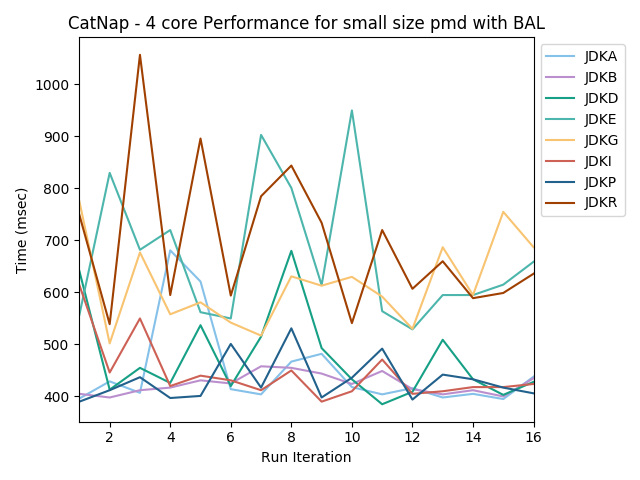 CatNap - 4 core Performance for small size pmd with BAL
Time (msec)
1000
900
800
700
600
500
400
2 4 6 8 10 12 14 16
Run Iteration
JDKA
JDKB
JDKD
JDKE
JDKG
JDKI
JDKP
JDKR